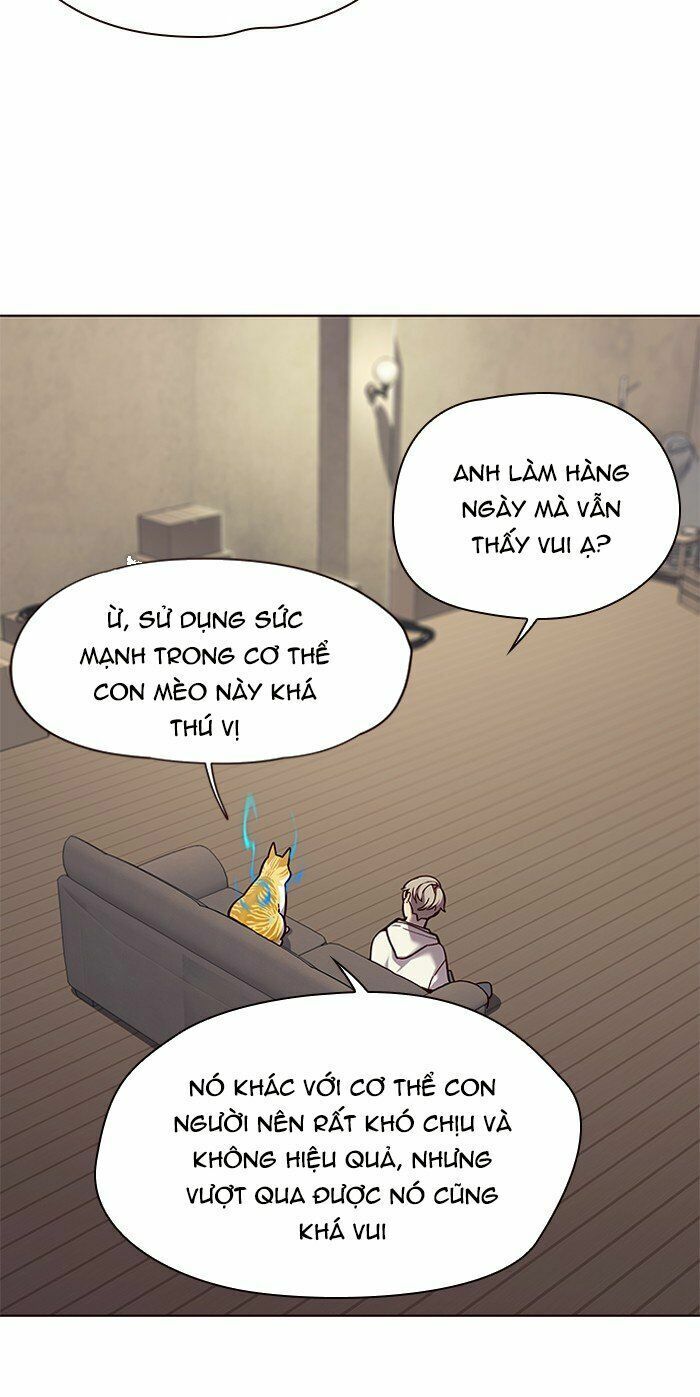 ANH LÀM HÀNG
NGÀY MÀ VẪN
THẤY VUI Ạ?
Ừ, SỬ DỤNG SỨC
MẠNH TRONG CƠ THỂ
CON MÈO NÀY KHÁ
THÚ VỊ
NÓ KHÁC VỚI CƠ THỂ CON
NGƯỜI NÊN RẤT KHÓ CHỊU VÀ
KHÔNG HIỆU QUẢ, NHƯNG
VƯỢT QUA ĐƯỢC NÓ CŨNG
KHÁ VUI